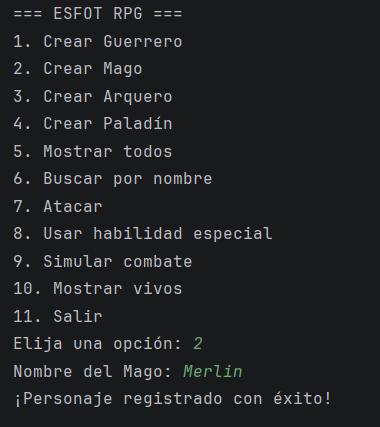 === ESFOT RPG ===
1. Crear Guerrero
2. Crear Mago
3. Crear Arquero
4. Crear Paladín
5. Mostrar todos
6. Buscar por nombre
7. Atacar
8. Usar habilidad especial
9. Simular combate
10. Mostrar vivos
11. Salir
Elija una opción: 2
Nombre del Mago: Merlin
¡Personaje registrado con éxito!